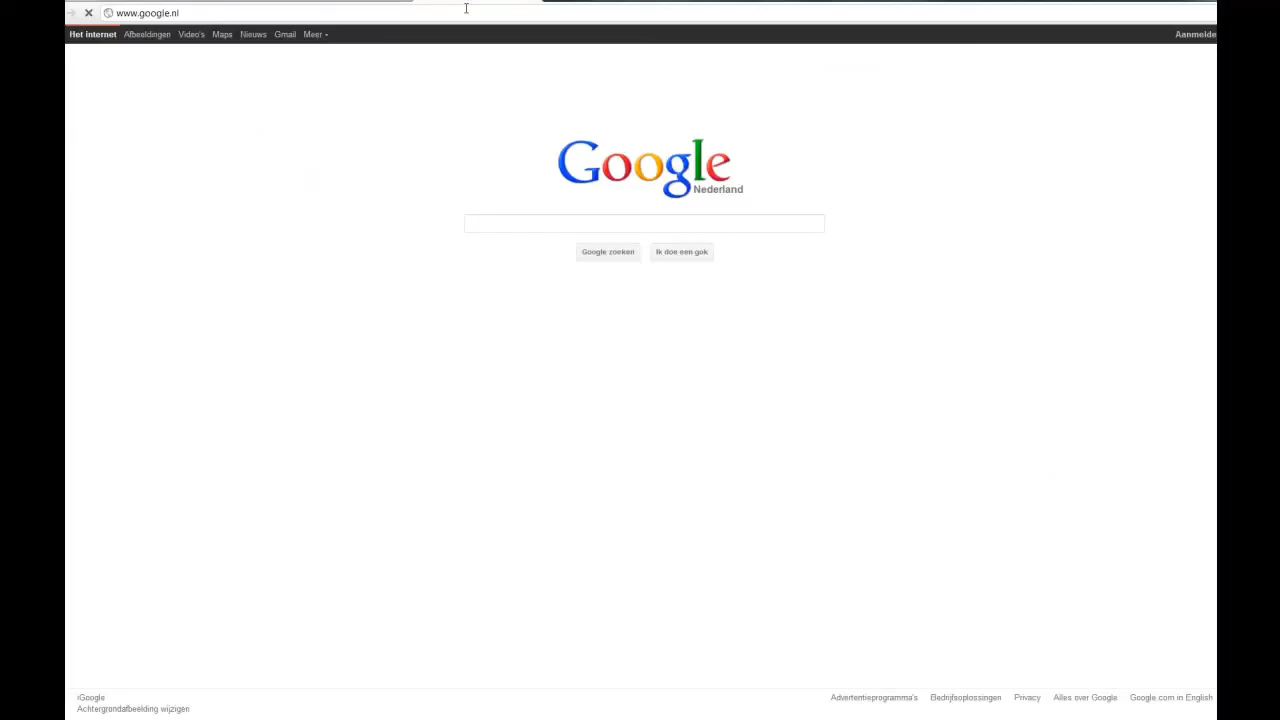 www.google.nl
Het internet Afbeeldingen Video's Maps Nieuws Gmail Meer Aanmelde
Google
Nederland
Google zoeken Ik doe een gok
iGoogle Advertentieprogramma's Bedrijfsoplossingen Privacy Alles over Google Google.com in English
Achtergrondafbeelding wijzigen